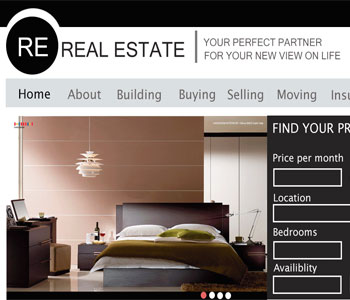 RE REAL ESTATE
YOUR PERFECT PARTNER
FOR YOUR NEW VIEW ON LIFE
Home About Building Buying Selling Moving Insu
FIND YOUR PR
Price per month
Location
Bedrooms
Availiblity